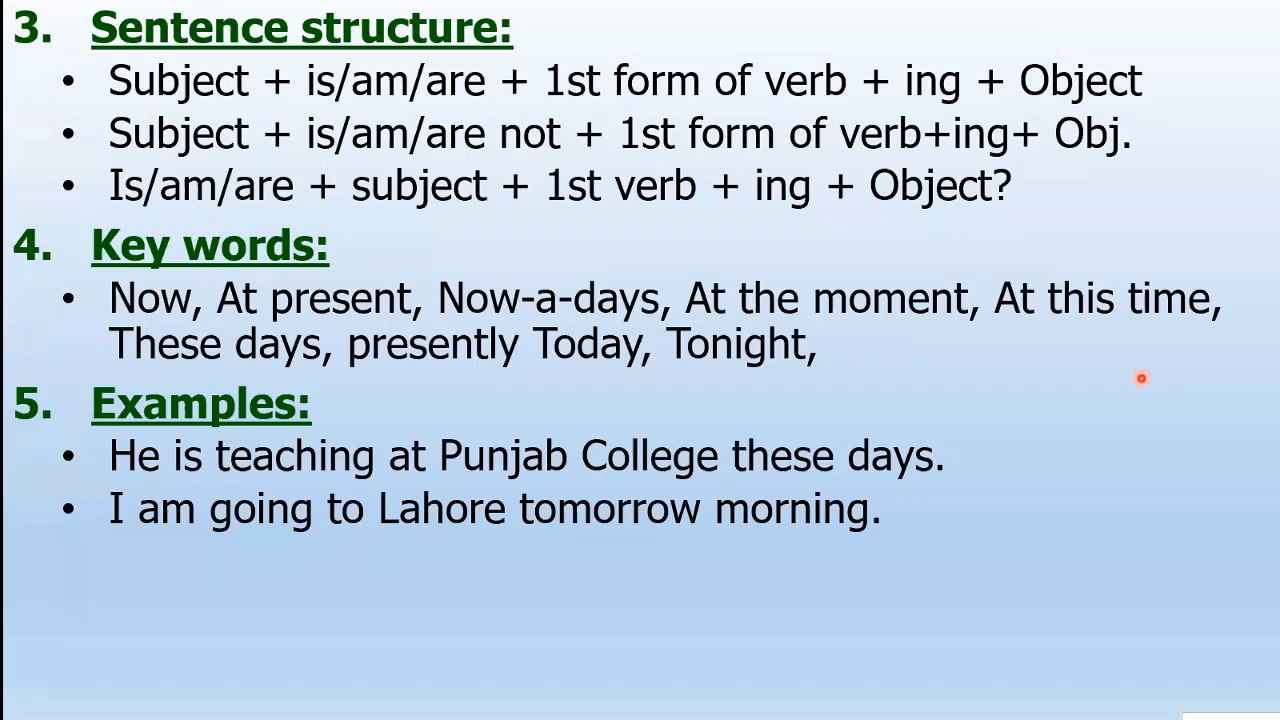 3. Sentence structure:
• Subject + is/am/are + 1st form of verb + ing + Object
• Subject + is/am/are not + 1st form of verb+ing+ Obj.
• Is/am/are + subject + 1st verb + ing + Object?
4. Key words:
• Now, At present, Now-a-days, At the moment, At this time,
These days, presently Today, Tonight,
5. Examples:
• He is teaching at Punjab College these days.
• I am going to Lahore tomorrow morning.